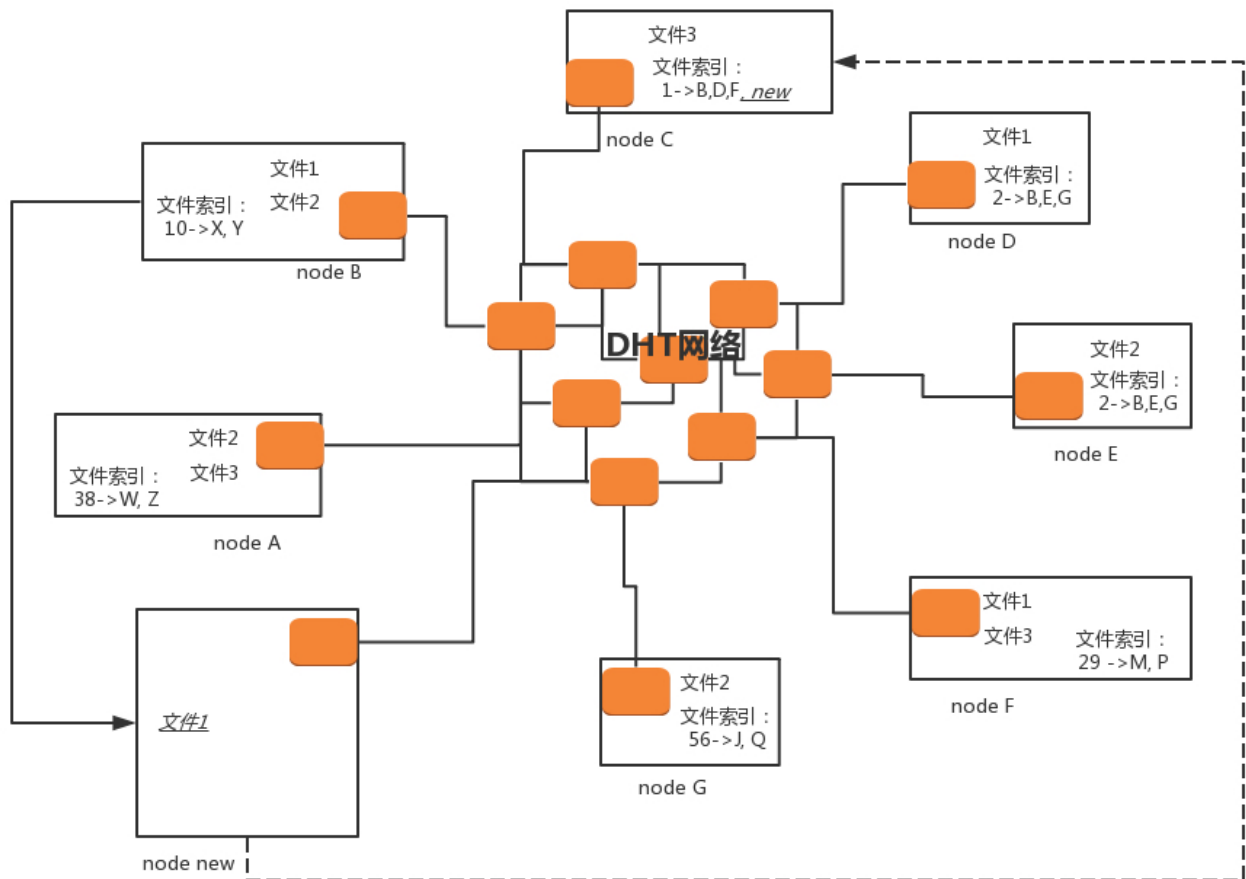 文件3
文件索引：
1->B,D,F, new
node C
文件1
文件索引：
2->B,E,G
node D
文件1
文件2
文件索引：
10->X, Y
node B
DHT网络
文件2
文件索引：
2->B,E,G
node E
文件2
文件3
文件索引：
38->W, Z
node A
文件1
文件3
文件索引：
29 ->M, P
node F
文件1
node new
文件2
文件索引：
56->J, Q
node G